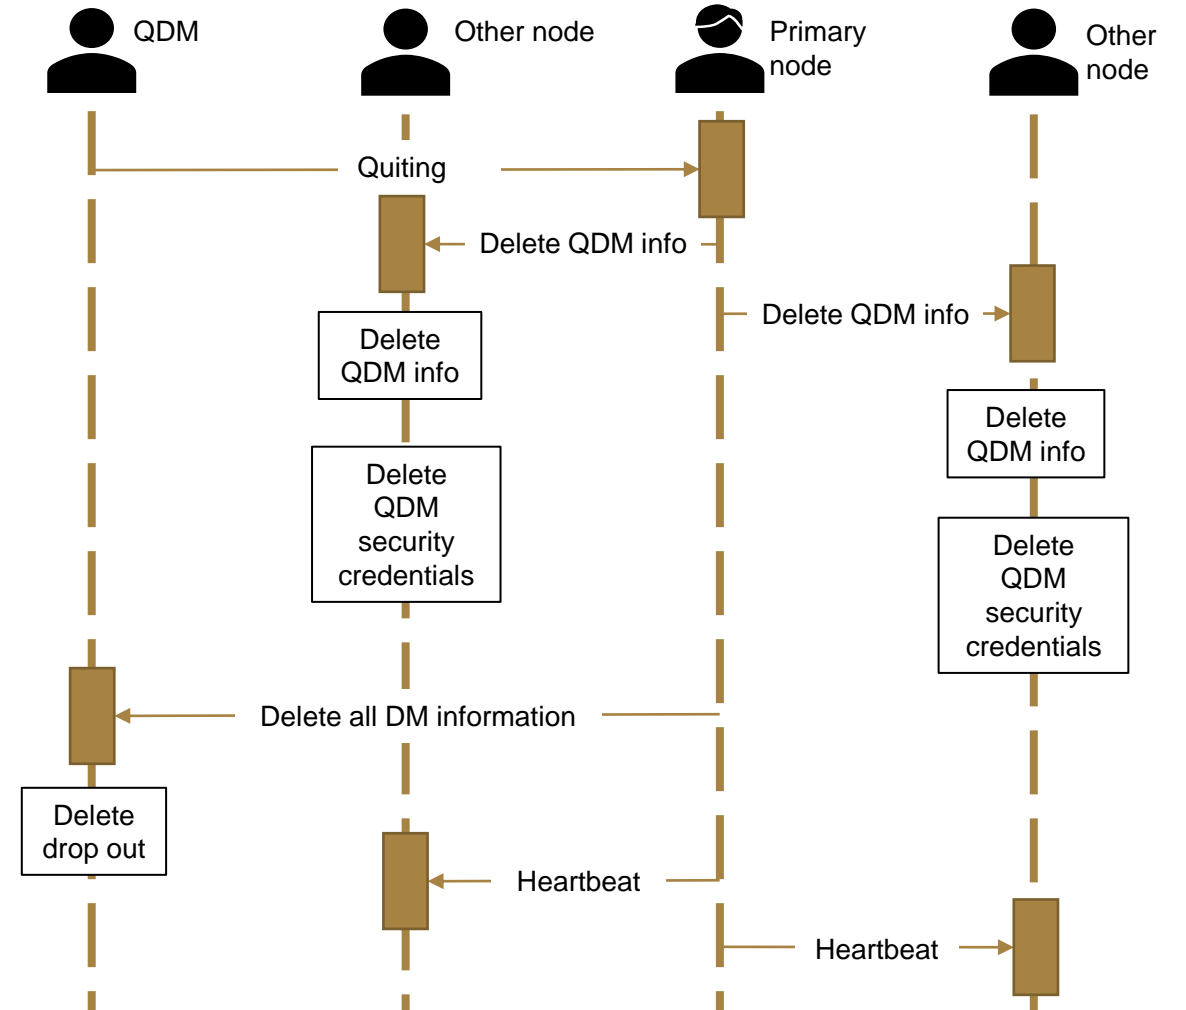 QDM
Other node
Primary
node
Other
node
Quiting
Delete QDM info
Delete QDM info
Delete
QDM info
Delete
QDM info
Delete
QDM
security
credentials
Delete
QDM
security
credentials
Delete all DM information
Delete
drop out
Heartbeat
Heartbeat